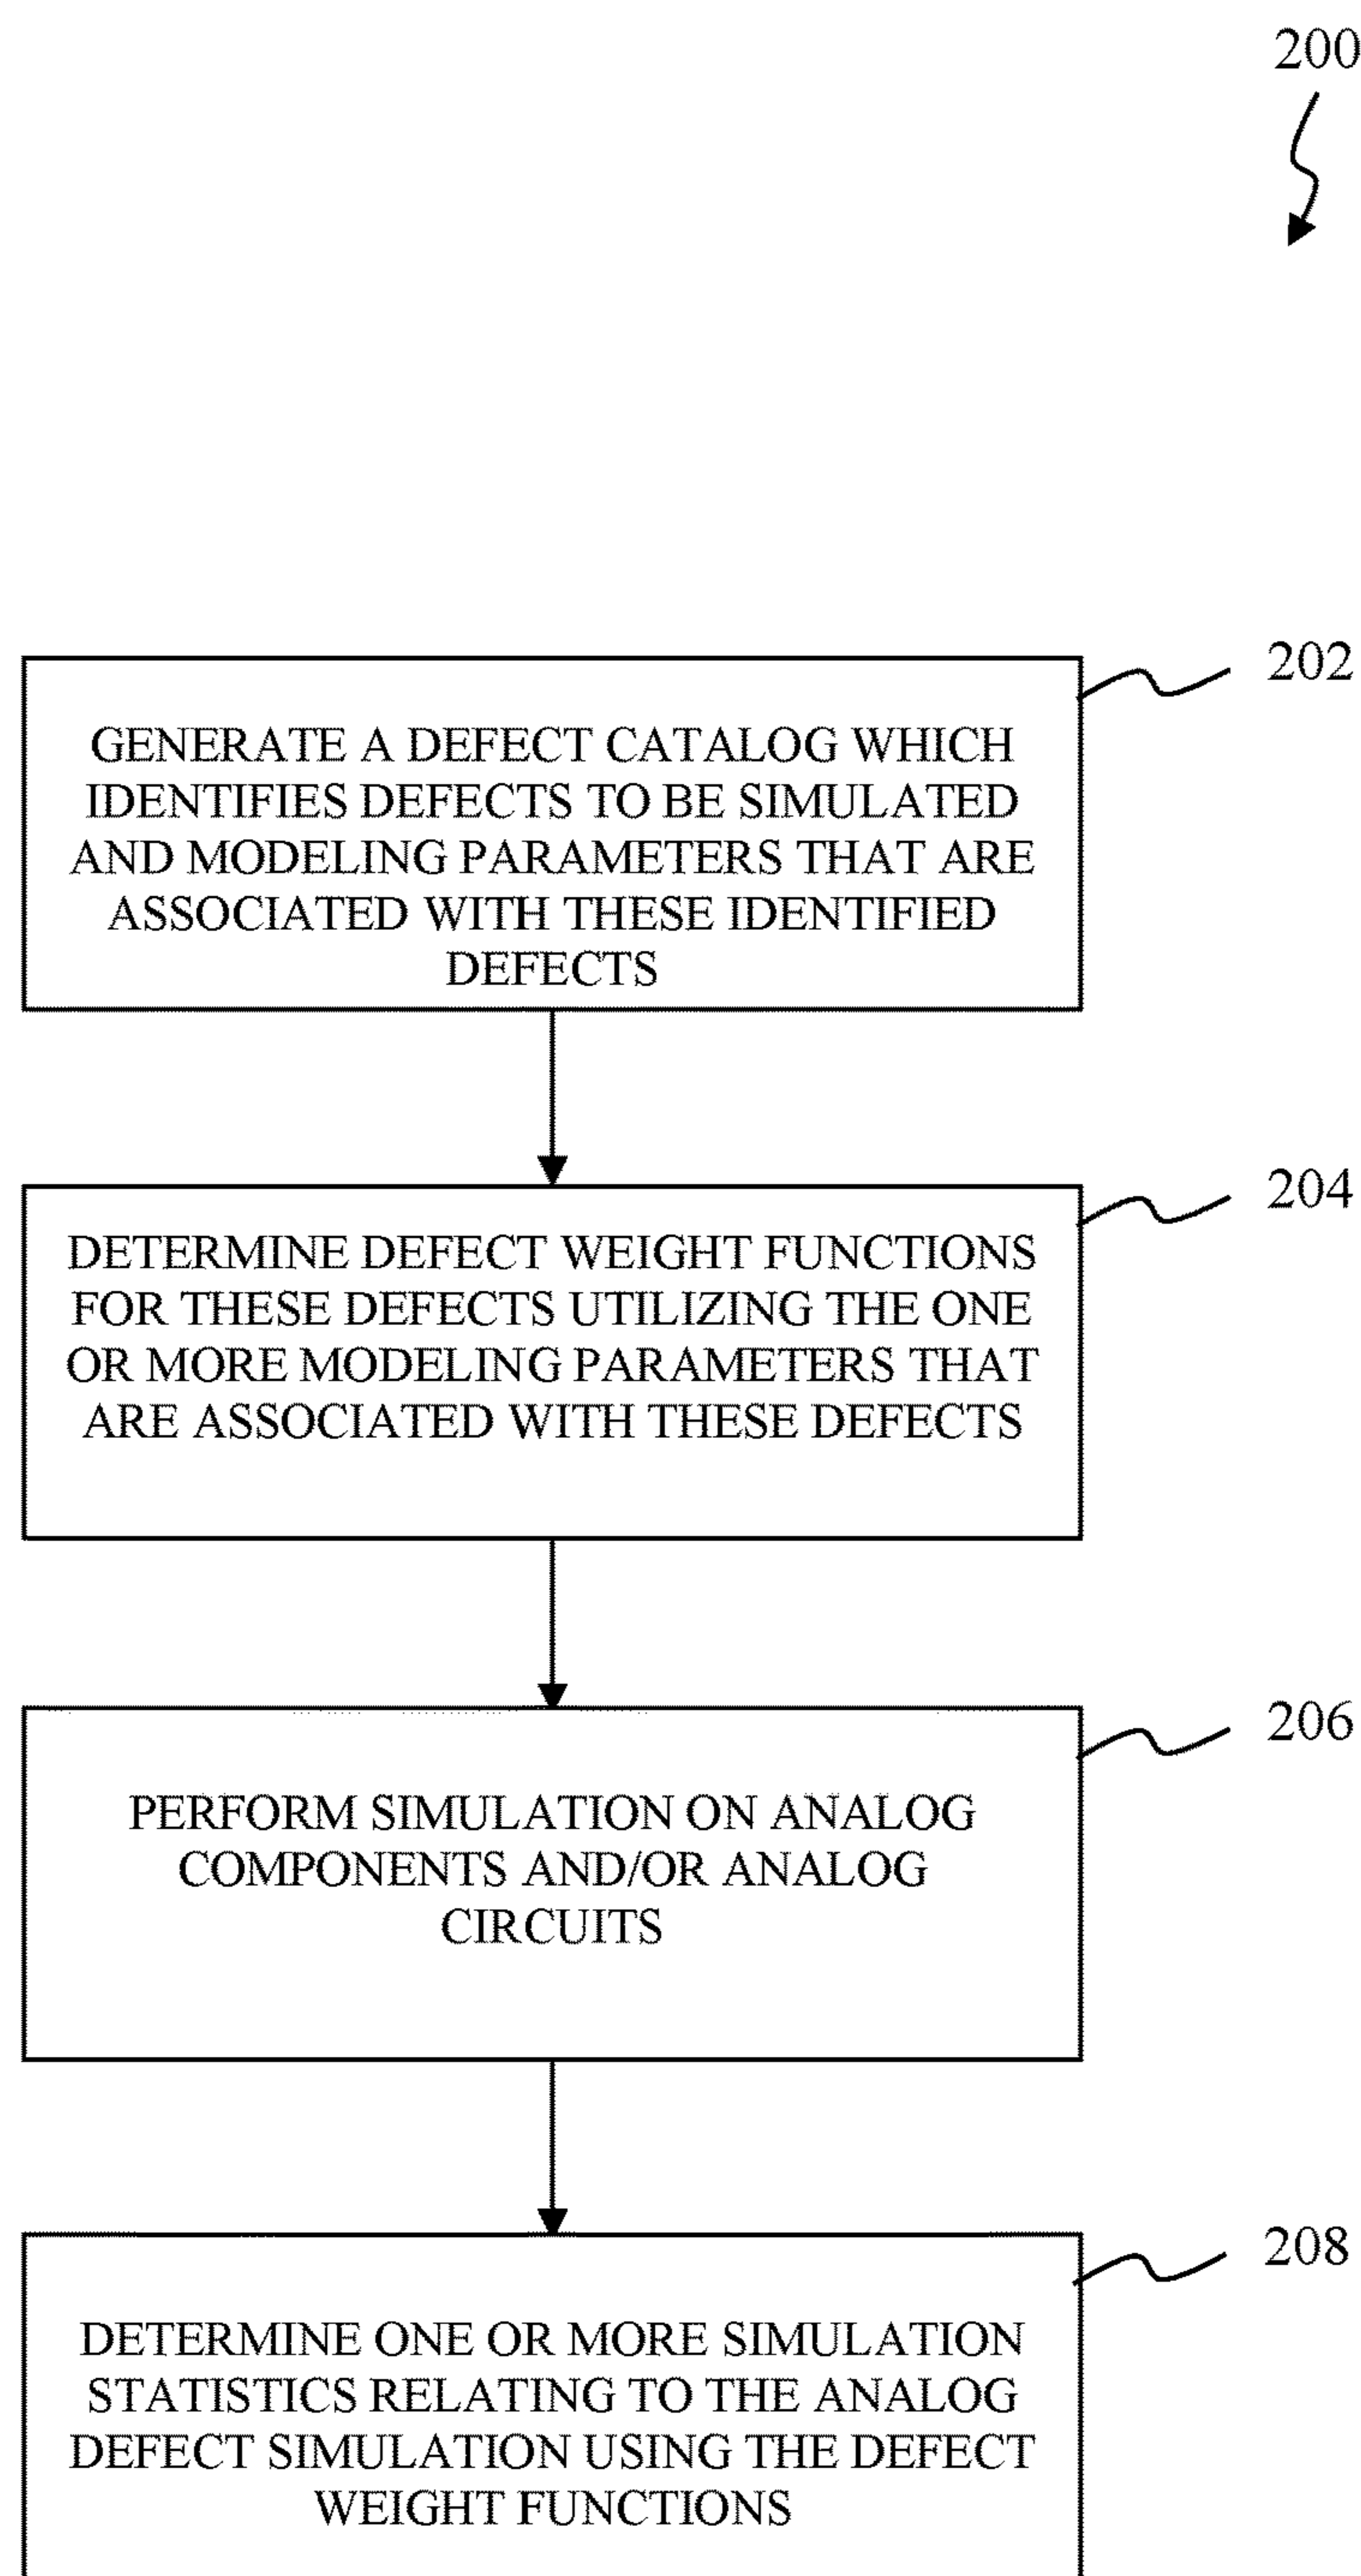 200
202
GENERATE A DEFECT CATALOG WHICH
IDENTIFIES DEFECTS TO BE SIMULATED
AND MODELING PARAMETERS THAT ARE
ASSOCIATED WITH THESE IDENTIFIED
DEFECTS
204
DETERMINE DEFECT WEIGHT FUNCTIONS
FOR THESE DEFECTS UTILIZING THE ONE
OR MORE MODELING PARAMETERS THAT
ARE ASSOCIATED WITH THESE DEFECTS
206
PERFORM SIMULATION ON ANALOG
COMPONENTS AND/OR ANALOG
CIRCUITS
208
DETERMINE ONE OR MORE SIMULATION
STATISTICS RELATING TO THE ANALOG
DEFECT SIMULATION USING THE DEFECT
WEIGHT FUNCTIONS